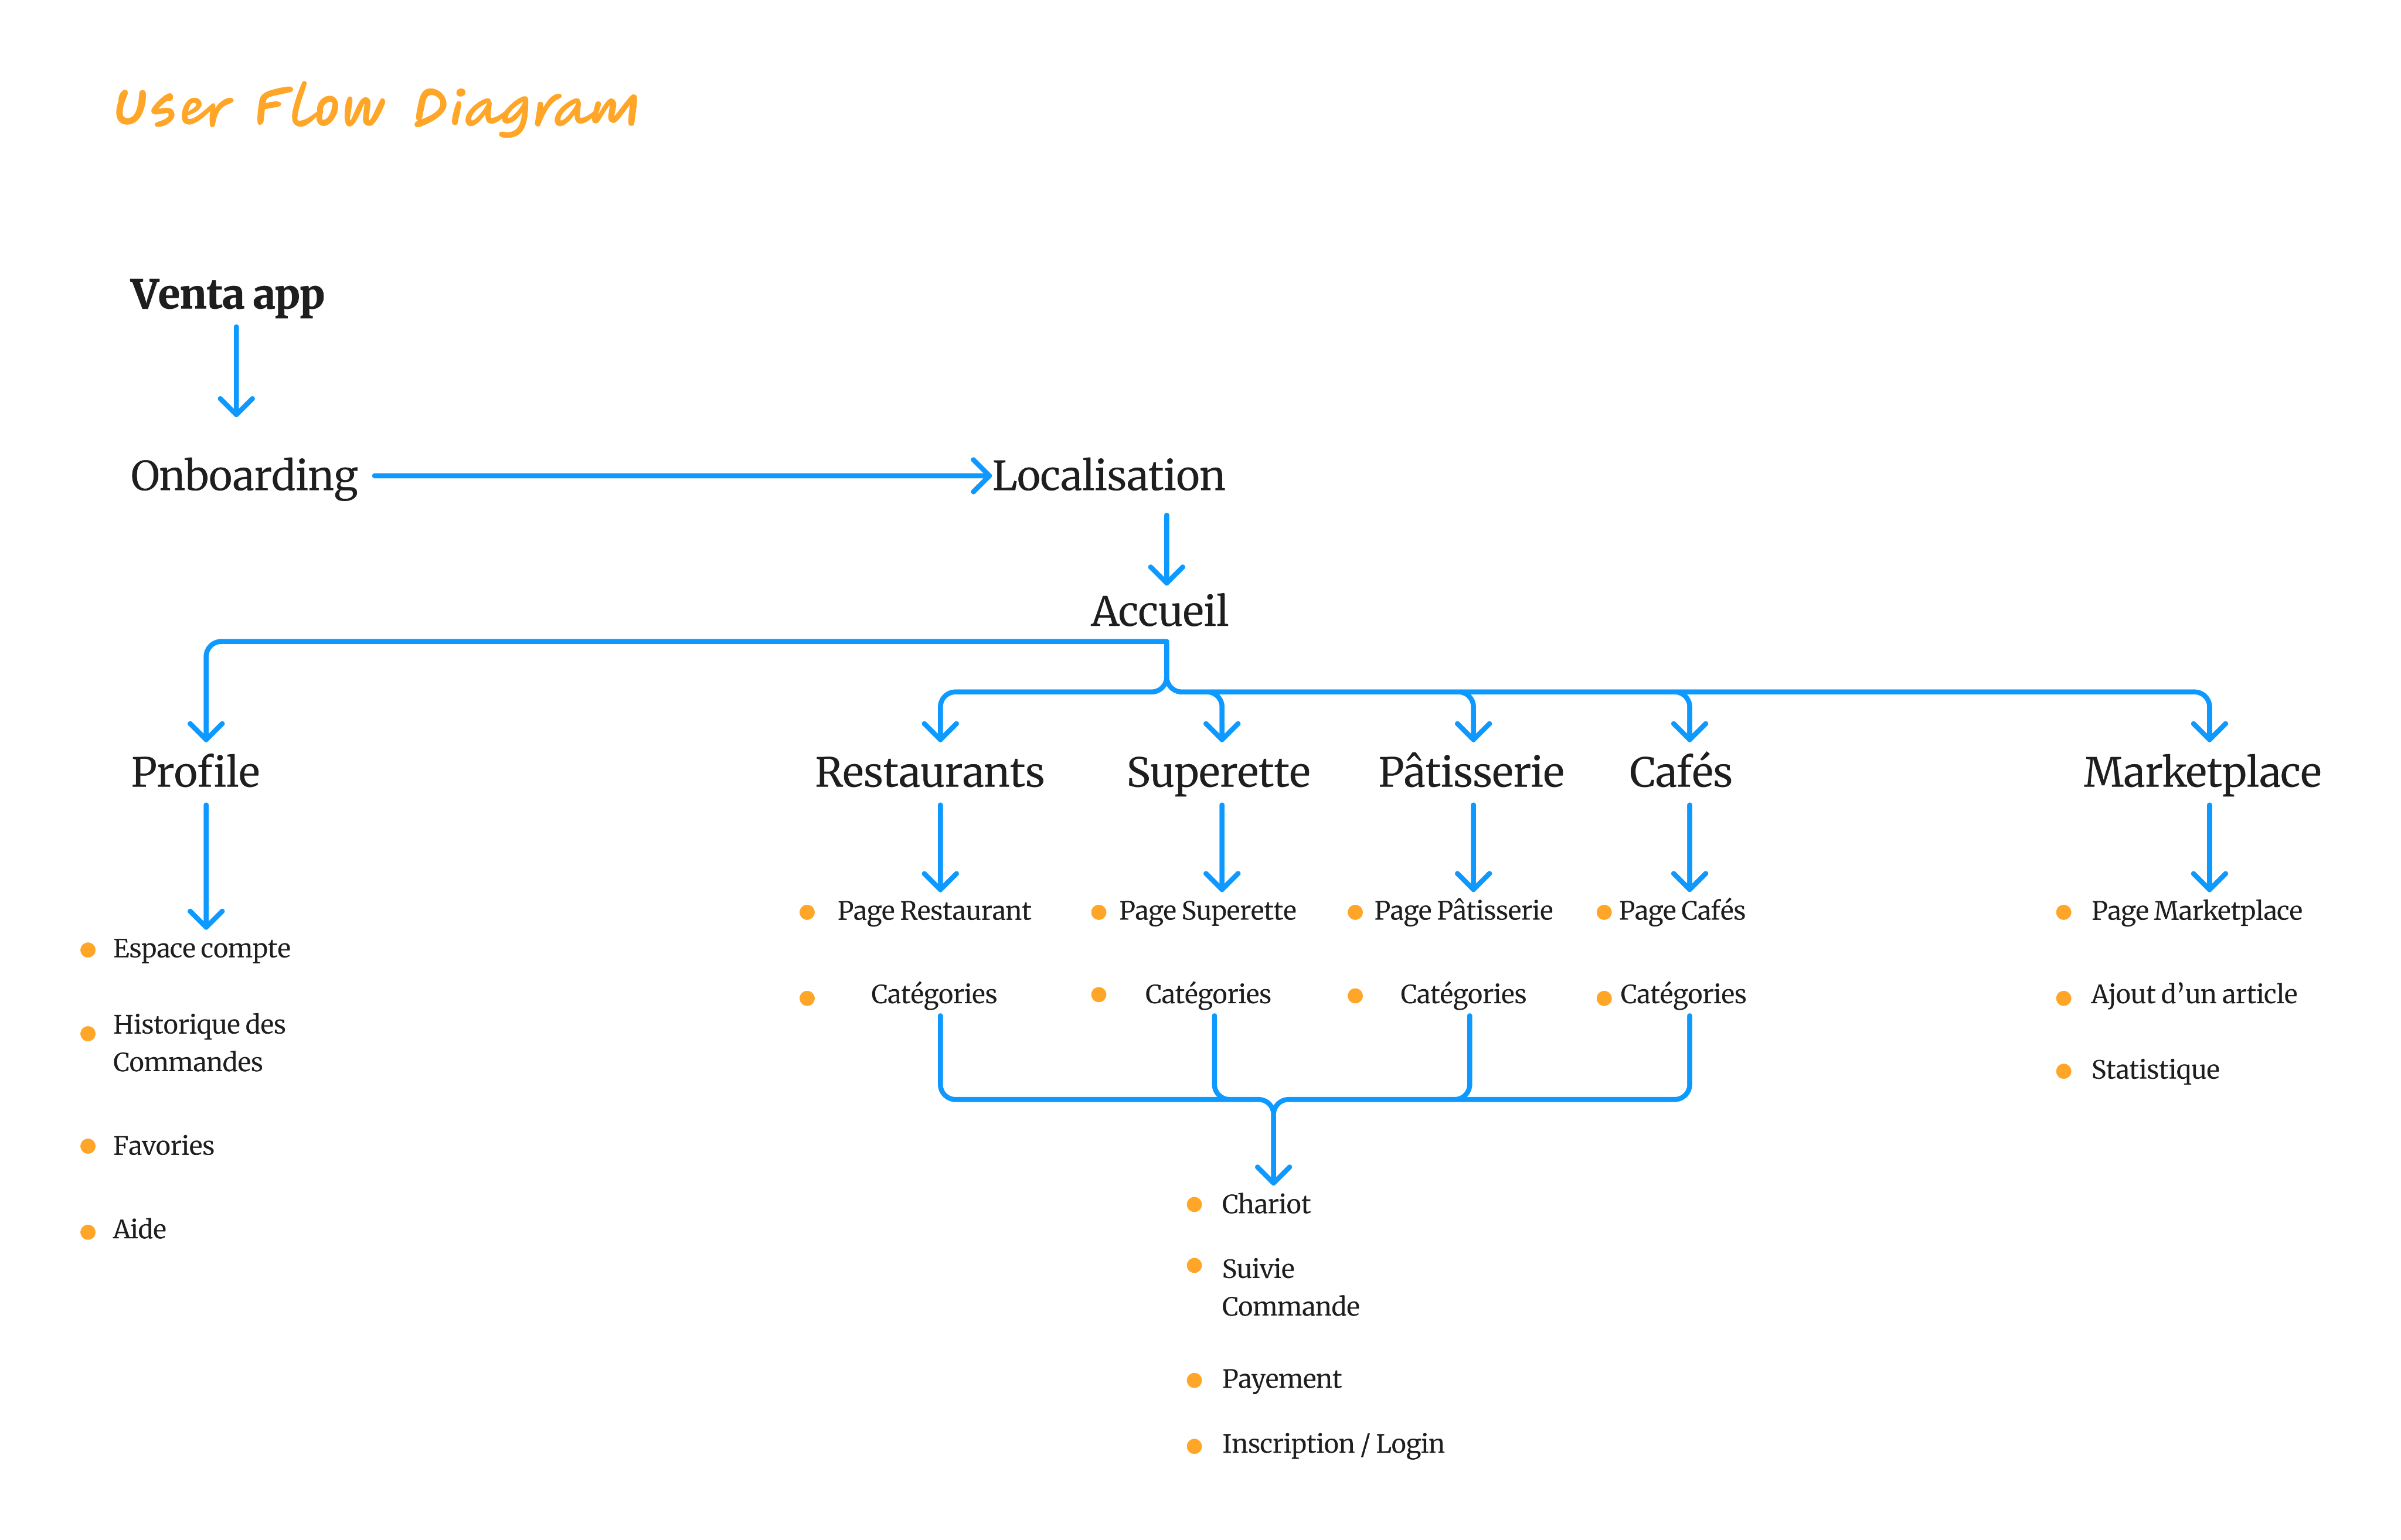 User Flow Diagram
Venta app
Onboarding
Localisation
Accueil
Profile
Restaurants
Superette
Pâtisserie
Cafés
Marketplace
Espace compte
Historique des
Commandes
Favories
Aide
Page Restaurant
Catégories
Page Superette
Catégories
Page Pâtisserie
Catégories
Page Cafés
Catégories
Page Marketplace
Ajout d’un article
Statistique
Chariot
Suivie
Commande
Payement
Inscription / Login